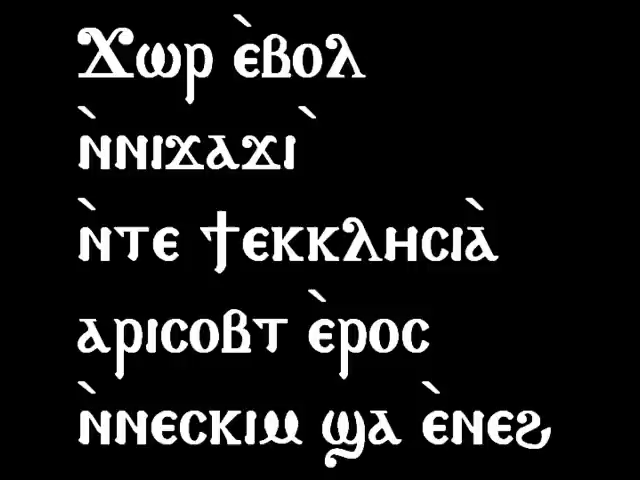 Ϫⲱⲣ ⲉ̀ⲃⲟⲗ
ⲛ̀ⲛⲓϫⲁϫⲓ̀
ⲛ̀ⲧⲉ ϯⲉⲕⲕⲗⲏⲥⲓⲁ̀
ⲁⲣⲓⲥⲟⲃⲧ ⲉ̀ⲣⲟⲥ
ⲛ̀ⲛⲉⲥⲕⲓⲙ ϣⲁ ⲉ̀ⲛⲉϩ